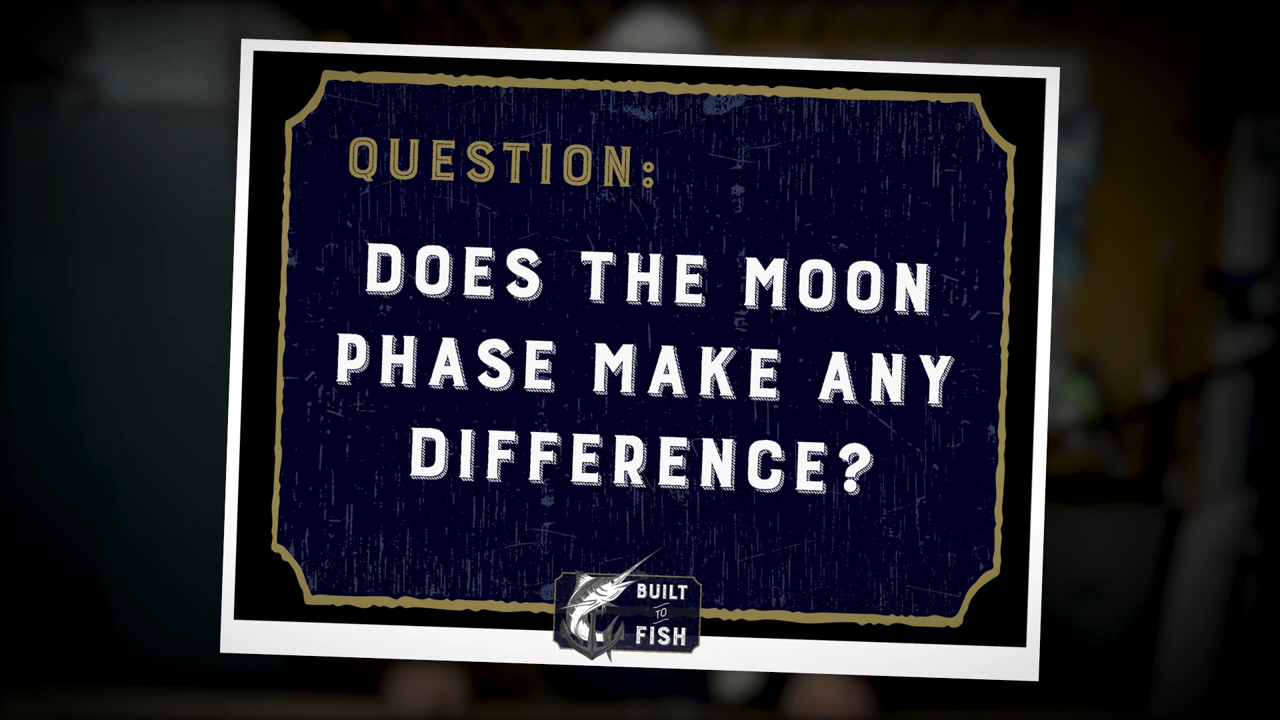 QUESTION:
DOES THE MOON
PHASE MAKE ANY
DIFFERENCE?
BUILT
TO
FISH